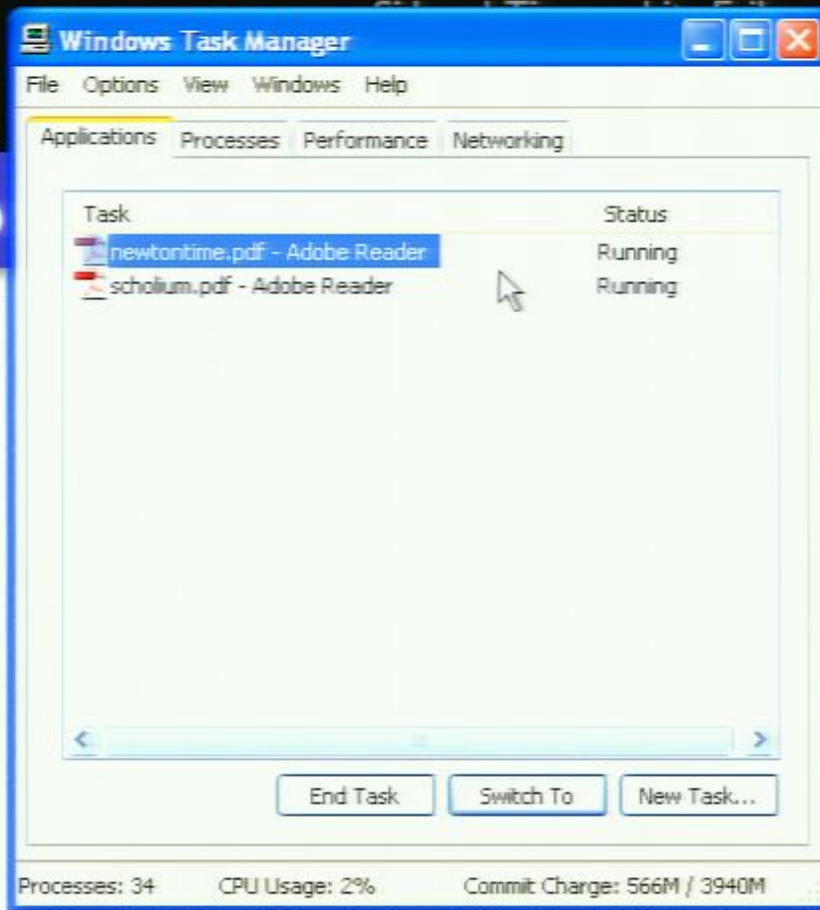 Windows Task Manager
File Options View Windows Help
Applications Processes Performance Networking
Task Status
newtontime.pdf - Adobe Reader Running
scholium.pdf - Adobe Reader Running
End Task Switch To New Task...
Processes: 34 CPU Usage: 2% Commit Charge: 566M / 3940M